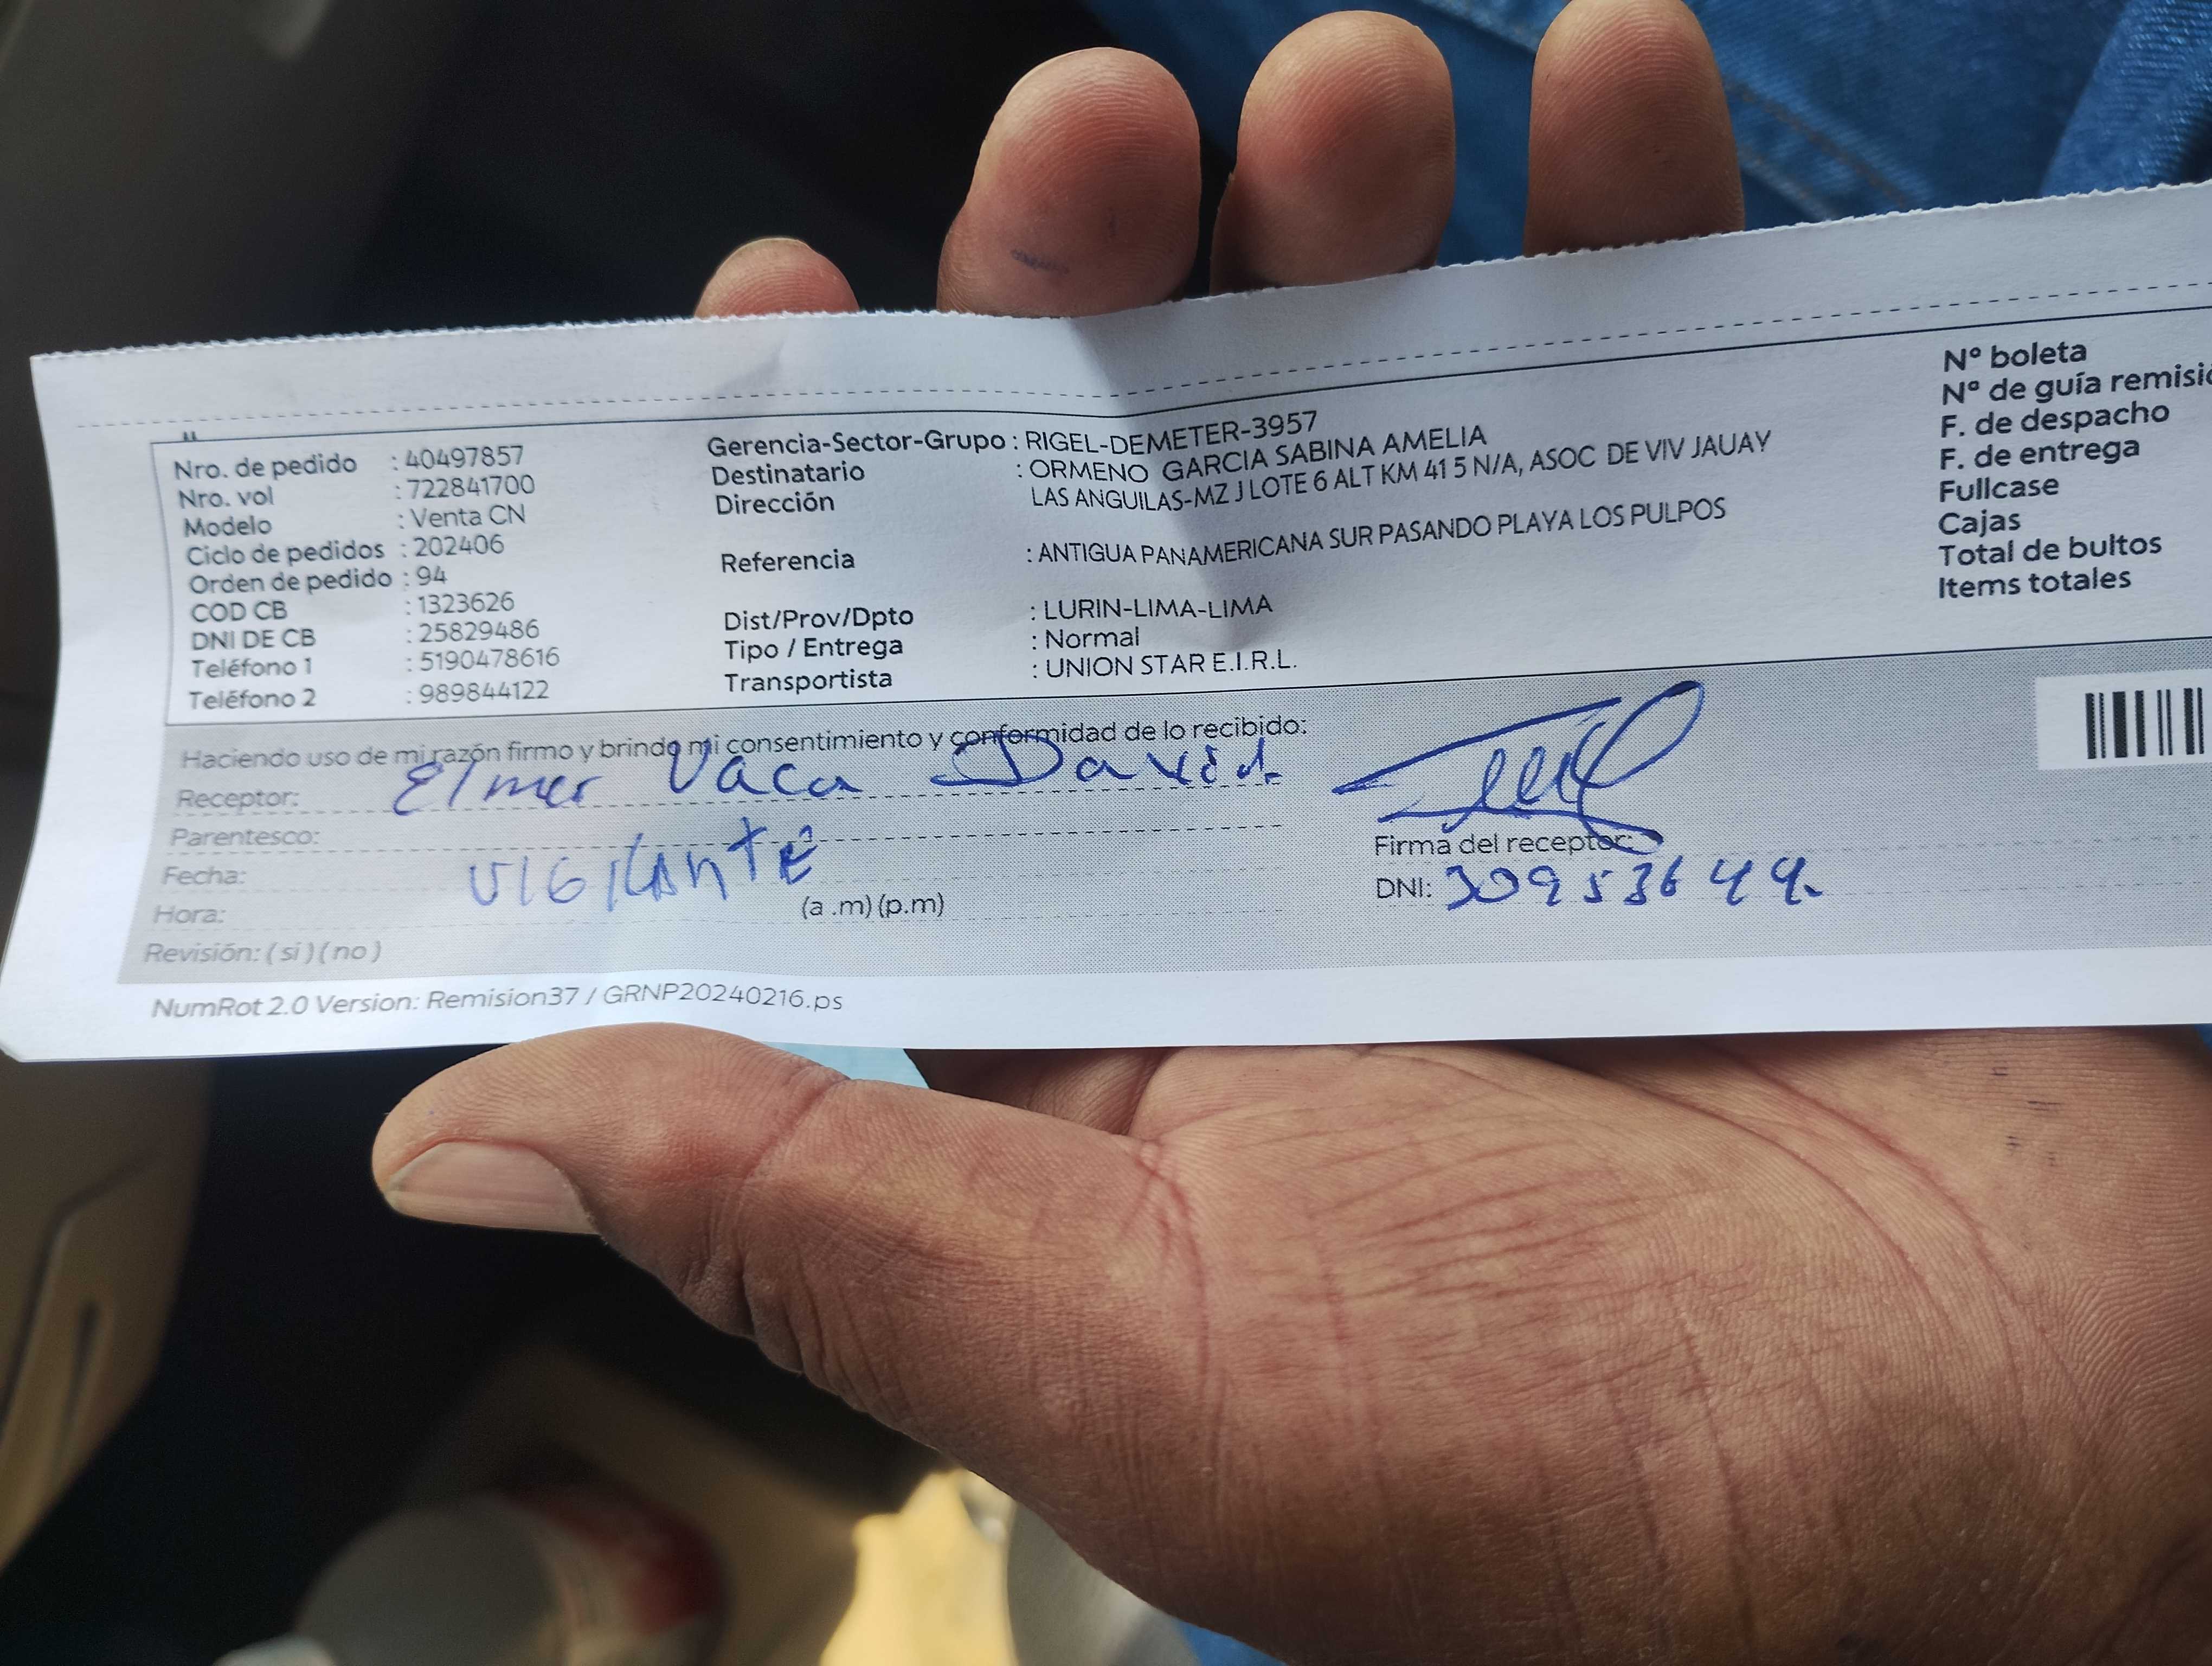 Nro. de pedido : 40497857
Nro. vol : 722841700
Modelo : Venta CN
Ciclo de pedidos : 202406
Orden de pedido : 94
COD CB : 1323626
DNI DE CB : 25829486
Teléfono 1 : 5190478616
Teléfono 2 : 989844122
Gerencia-Sector-Grupo : RIGEL-DEMETER-3957
Destinatario : ORMENO GARCIA SABINA AMELIA
Dirección LAS ANGUILAS-MZ J LOTE 6 ALT KM 41 5 N/A, ASOC DE VIV JAUAY
Referencia : ANTIGUA PANAMERICANA SUR PASANDO PLAYA LOS PULPOS
Dist/Prov/Dpto : LURIN-LIMA-LIMA
Tipo / Entrega : Normal
Transportista : UNION STAR E.I.R.L.
Nº boleta
Nº de guía remisió
F. de despacho
F. de entrega
Fullcase
Cajas
Total de bultos
Items totales
Haciendo uso de mi razón firmo y brindo mi consentimiento y conformidad de lo recibido:
Receptor: Elmer Vaca David
Parentesco:
Fecha: VIGILANTE
Hora: (a .m) (p.m)
Revisión: ( si ) ( no )
Firma del receptor:
DNI: 30953644
NumRot 2.0 Version: Remision37 / GRNP20240216.ps